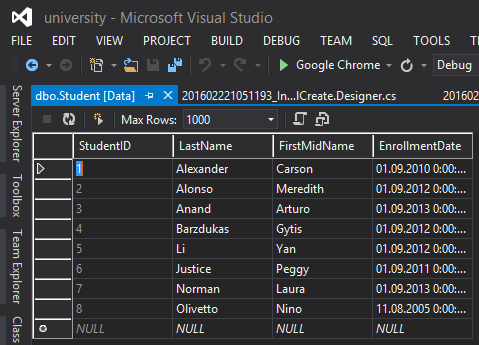 university - Microsoft Visual Studio
FILE EDIT VIEW PROJECT BUILD DEBUG TEAM SQL TOOLS T
Google Chrome Debug
dbo.Student [Data] 201602221051193_In...lCreate.Designer.cs 20160
Max Rows: 1000
StudentID LastName FirstMidName EnrollmentDate
1 Alexander Carson 01.09.2010 0:00:...
2 Alonso Meredith 01.09.2012 0:00:...
3 Anand Arturo 01.09.2013 0:00:...
4 Barzdukas Gytis 01.09.2012 0:00:...
5 Li Yan 01.09.2012 0:00:...
6 Justice Peggy 01.09.2011 0:00:...
7 Norman Laura 01.09.2013 0:00:...
8 Olivetto Nino 11.08.2005 0:00:...
NULL NULL NULL NULL
Server Explorer
Toolbox
Team Explorer
Class